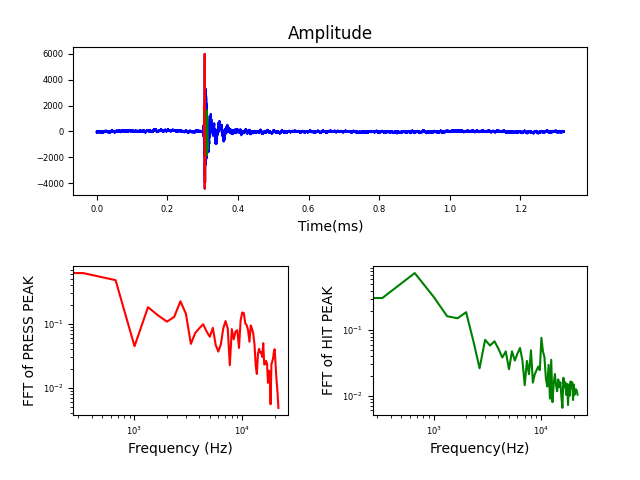 Amplitude
6000
4000
2000
0
−2000
−4000
0.0 0.2 0.4 0.6 0.8 1.0 1.2
Time(ms)
FFT of PRESS PEAK
10⁻¹
10⁻²
10³ 10⁴
Frequency (Hz)
FFT of HIT PEAK
10⁻¹
10⁻²
10³ 10⁴
Frequency(Hz)